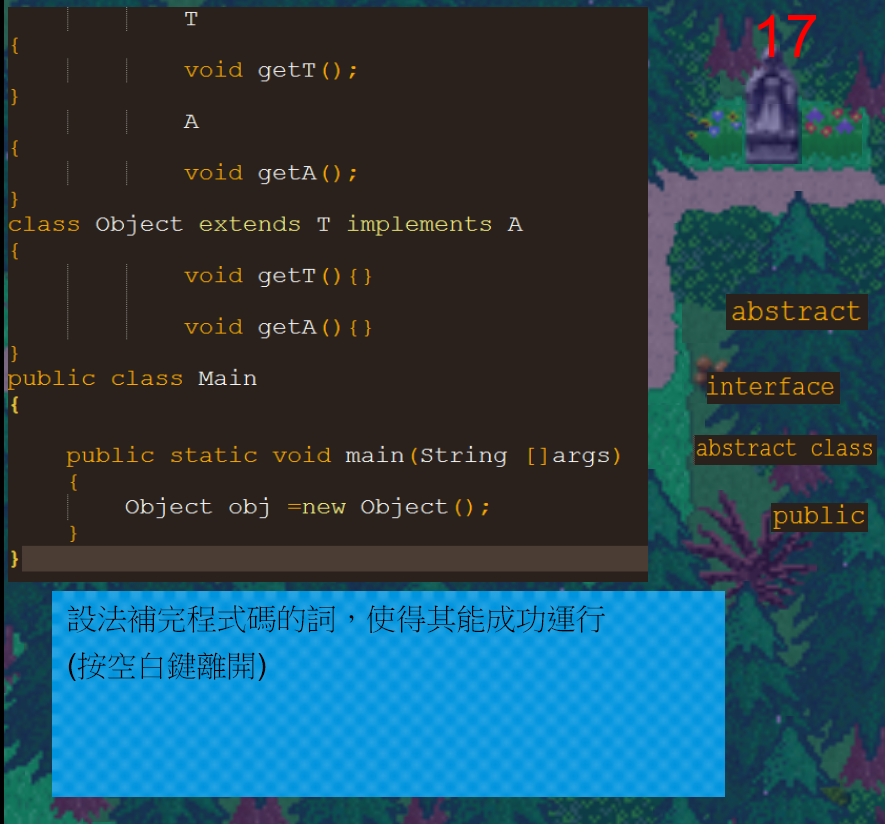 T
17
{
void getT();
}
A
{
void getA();
}
class Object extends T implements A
{
void getT(){}
void getA(){}
}
public class Main
{
public static void main(String []args)
{
Object obj =new Object();
}
}
abstract
interface
abstract class
public
設法補完程式碼的詞，使得其能成功運行
(按空白鍵離開)